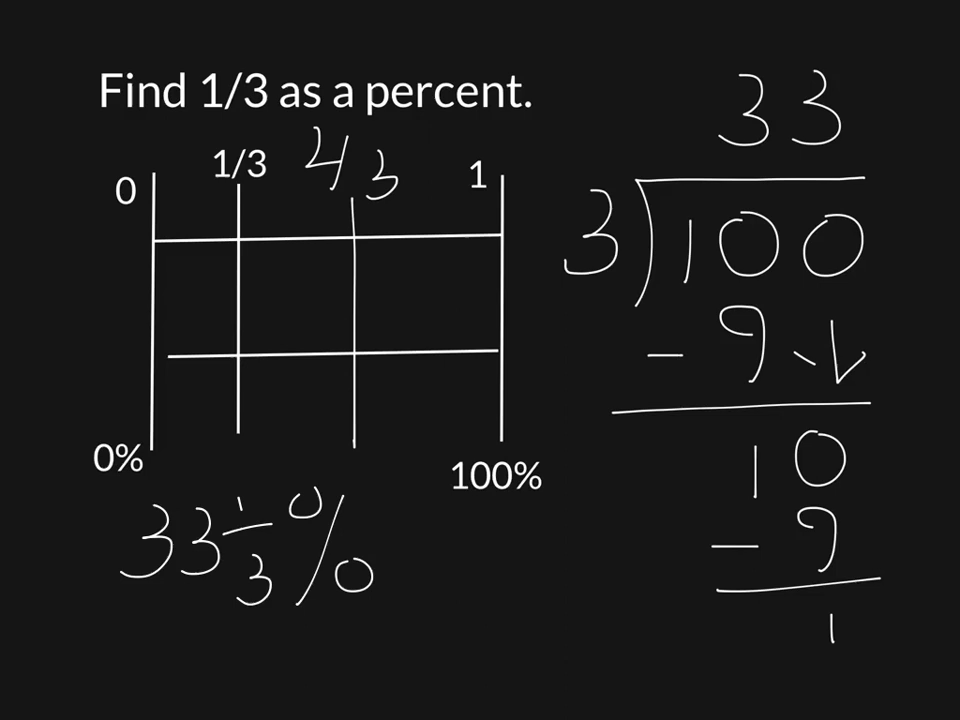 Find 1/3 as a percent.
0 1/3 4 3 1
0% 100%
33 1/3 %
33
3 100
- 9
10
- 9
1